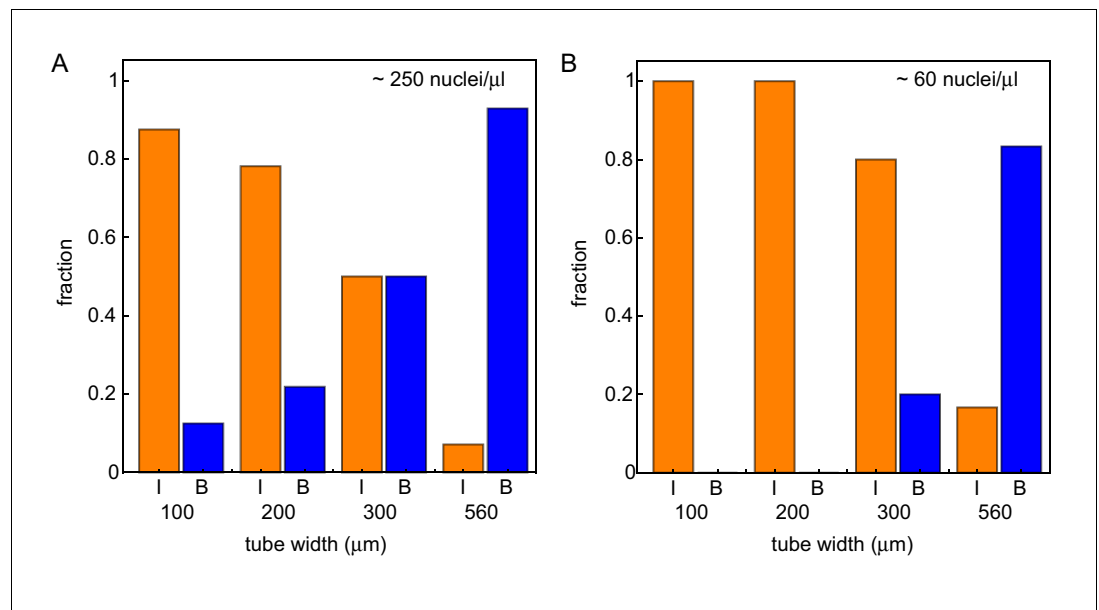 A
~ 250 nuclei/μl
1
0.8
0.6
0.4
0.2
0
fraction
I B I B I B I B
100 200 300 560
tube width (μm)
B
~ 60 nuclei/μl
1
0.8
0.6
0.4
0.2
0
fraction
I B I B I B I B
100 200 300 560
tube width (μm)